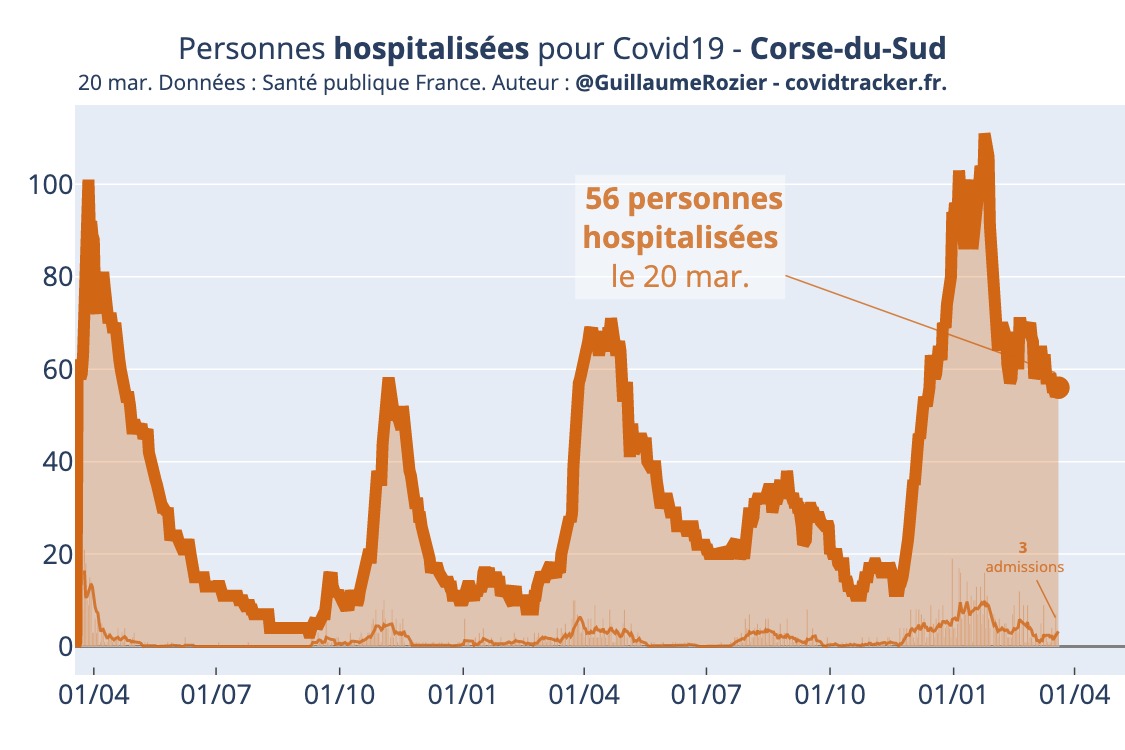 Personnes hospitalisées pour Covid19 - Corse-du-Sud
20 mar. Données : Santé publique France. Auteur : @GuillaumeRozier - covidtracker.fr.
100
80
60
40
20
0
56 personnes
hospitalisées
le 20 mar.
3
admissions
01/04 01/07 01/10 01/01 01/04 01/07 01/10 01/01 01/04